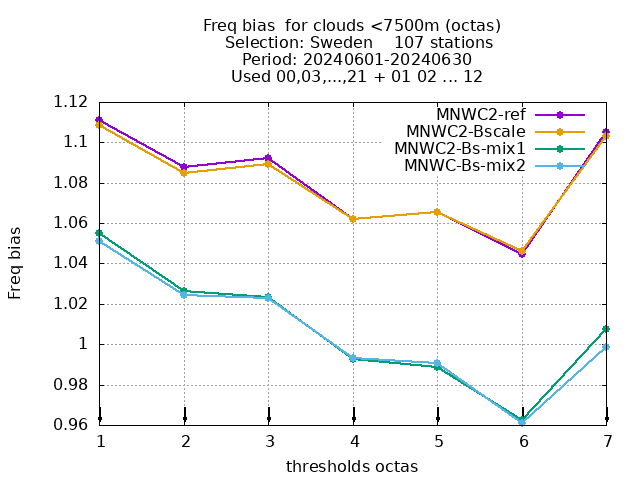 Freq bias  for clouds <7500m (octas)
Selection: Sweden    107 stations
Period: 20240601-20240630
Used 00,03,...,21 + 01 02 ... 12
MNWC2-ref
MNWC2-Bscale
MNWC2-Bs-mix1
MNWC-Bs-mix2
Freq bias
1.12
1.1
1.08
1.06
1.04
1.02
1
0.98
0.96
1 2 3 4 5 6 7
thresholds octas